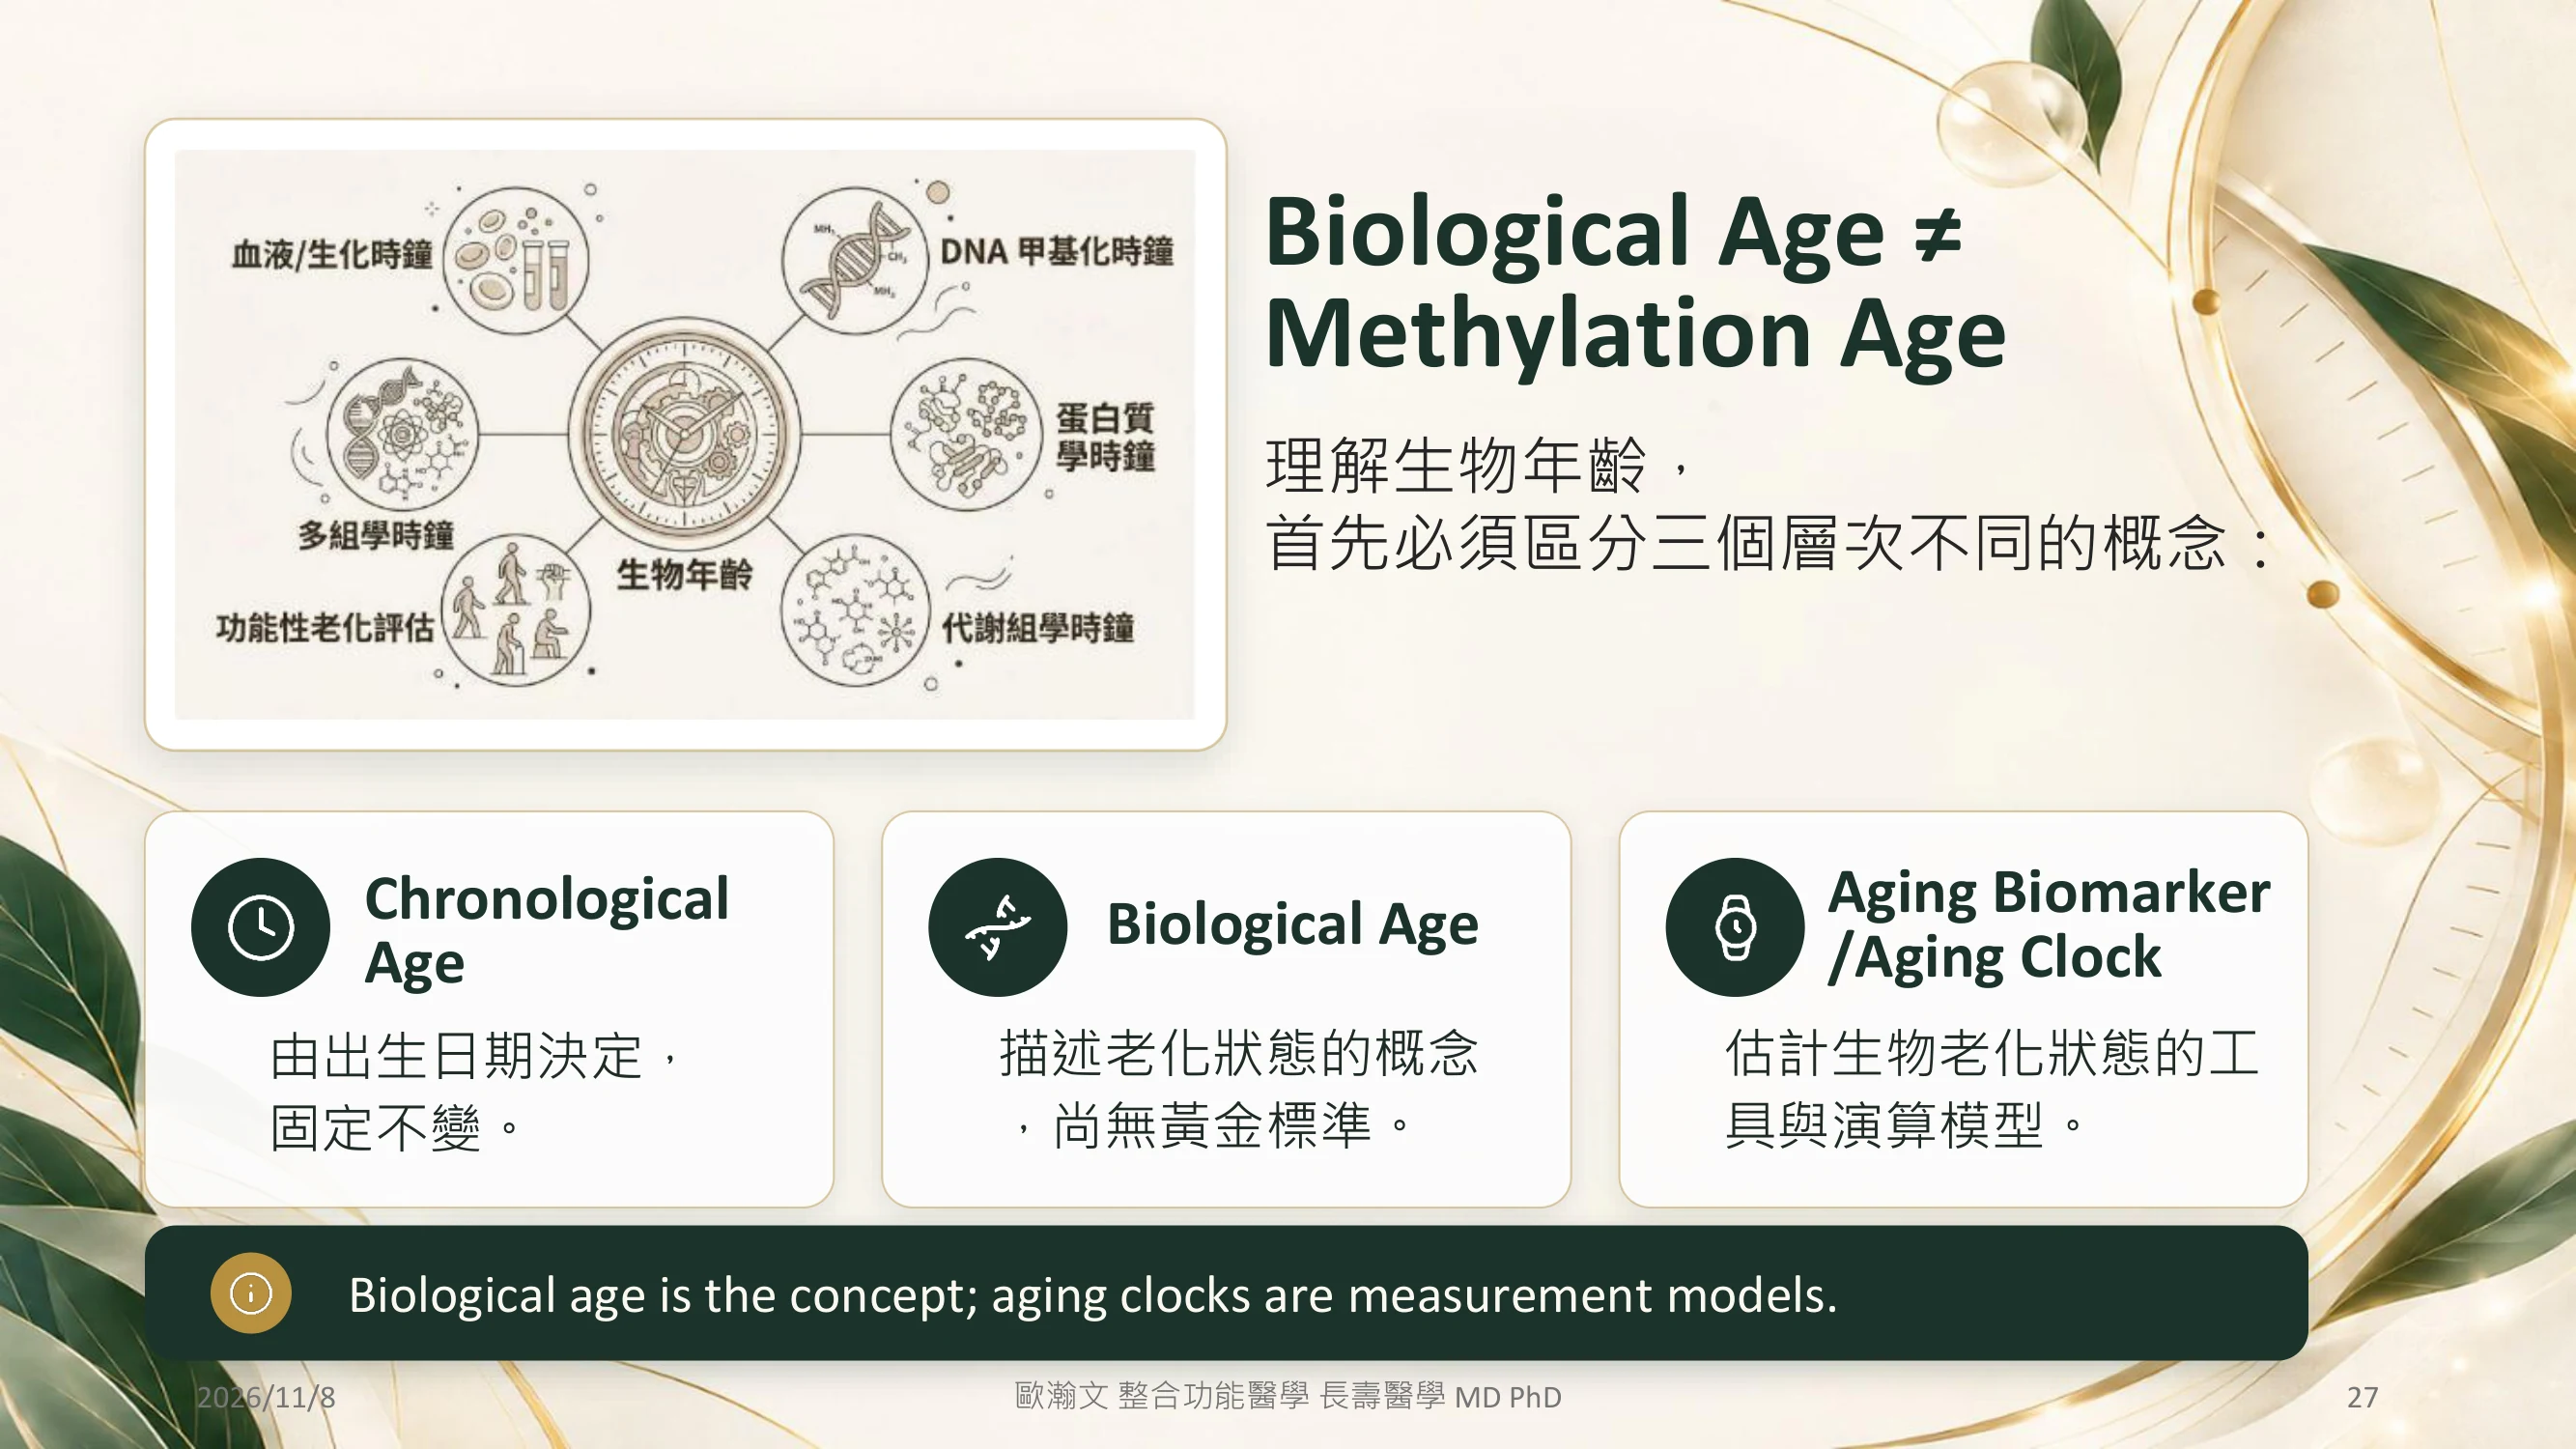 血液/生化時鐘
DNA 甲基化時鐘
MH₃
CH₃
MH₃
蛋白質
學時鐘
多組學時鐘
生物年齡
功能性老化評估
代謝組學時鐘
Biological Age ≠
Methylation Age
理解生物年齡，
首先必須區分三個層次不同的概念：
Chronological
Age
由出生日期決定，
固定不變。
Biological Age
描述老化狀態的概念
，尚無黃金標準。
Aging Biomarker
/Aging Clock
估計生物老化狀態的工
具與演算模型。
Biological age is the concept; aging clocks are measurement models.
2026/11/8
歐瀚文 整合功能醫學 長壽醫學 MD PhD
27